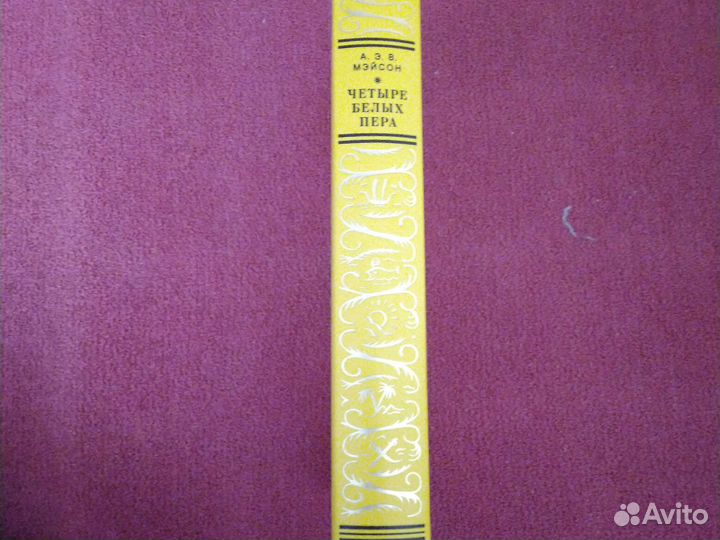 А. Э. В.
МЭЙСОН
ЧЕТЫРЕ
БЕЛЫХ
ПЕРА
Avito